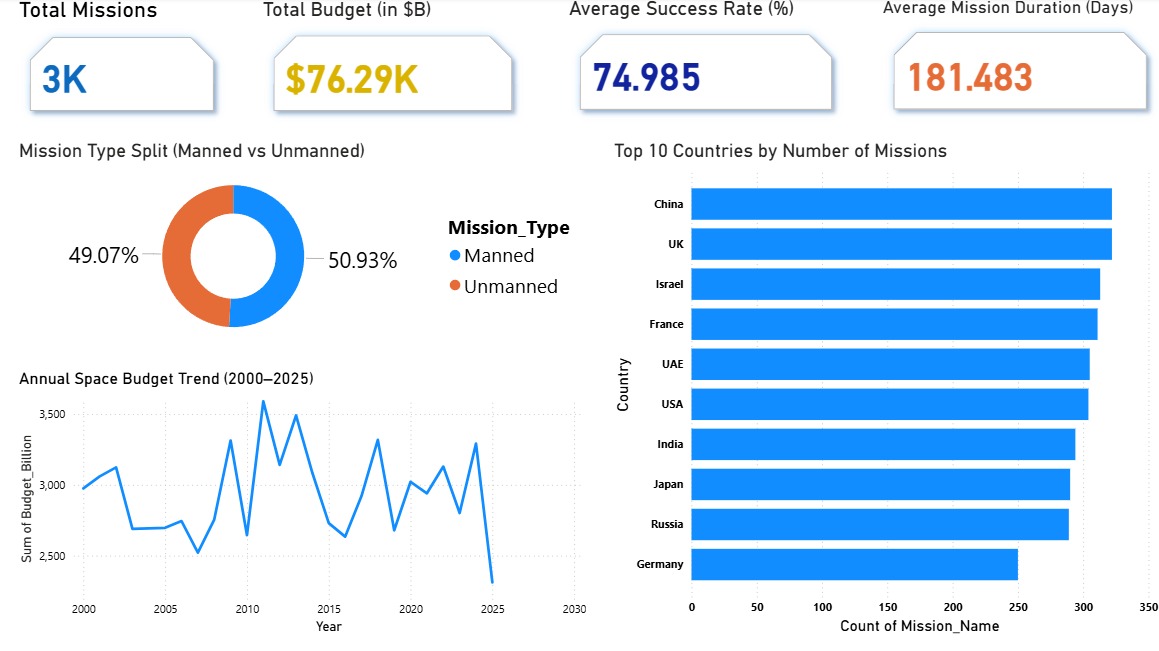 Total Missions
Total Budget (in $B)
Average Success Rate (%)
Average Mission Duration (Days)
3K
$76.29K
74.985
181.483
Mission Type Split (Manned vs Unmanned)
49.07%
50.93%
Mission_Type
Manned
Unmanned
Top 10 Countries by Number of Missions
Country
China
UK
Israel
France
UAE
USA
India
Japan
Russia
Germany
0 50 100 150 200 250 300 350
Count of Mission_Name
Annual Space Budget Trend (2000–2025)
Sum of Budget_Billion
3,500
3,000
2,500
2000 2005 2010 2015 2020 2025 2030
Year